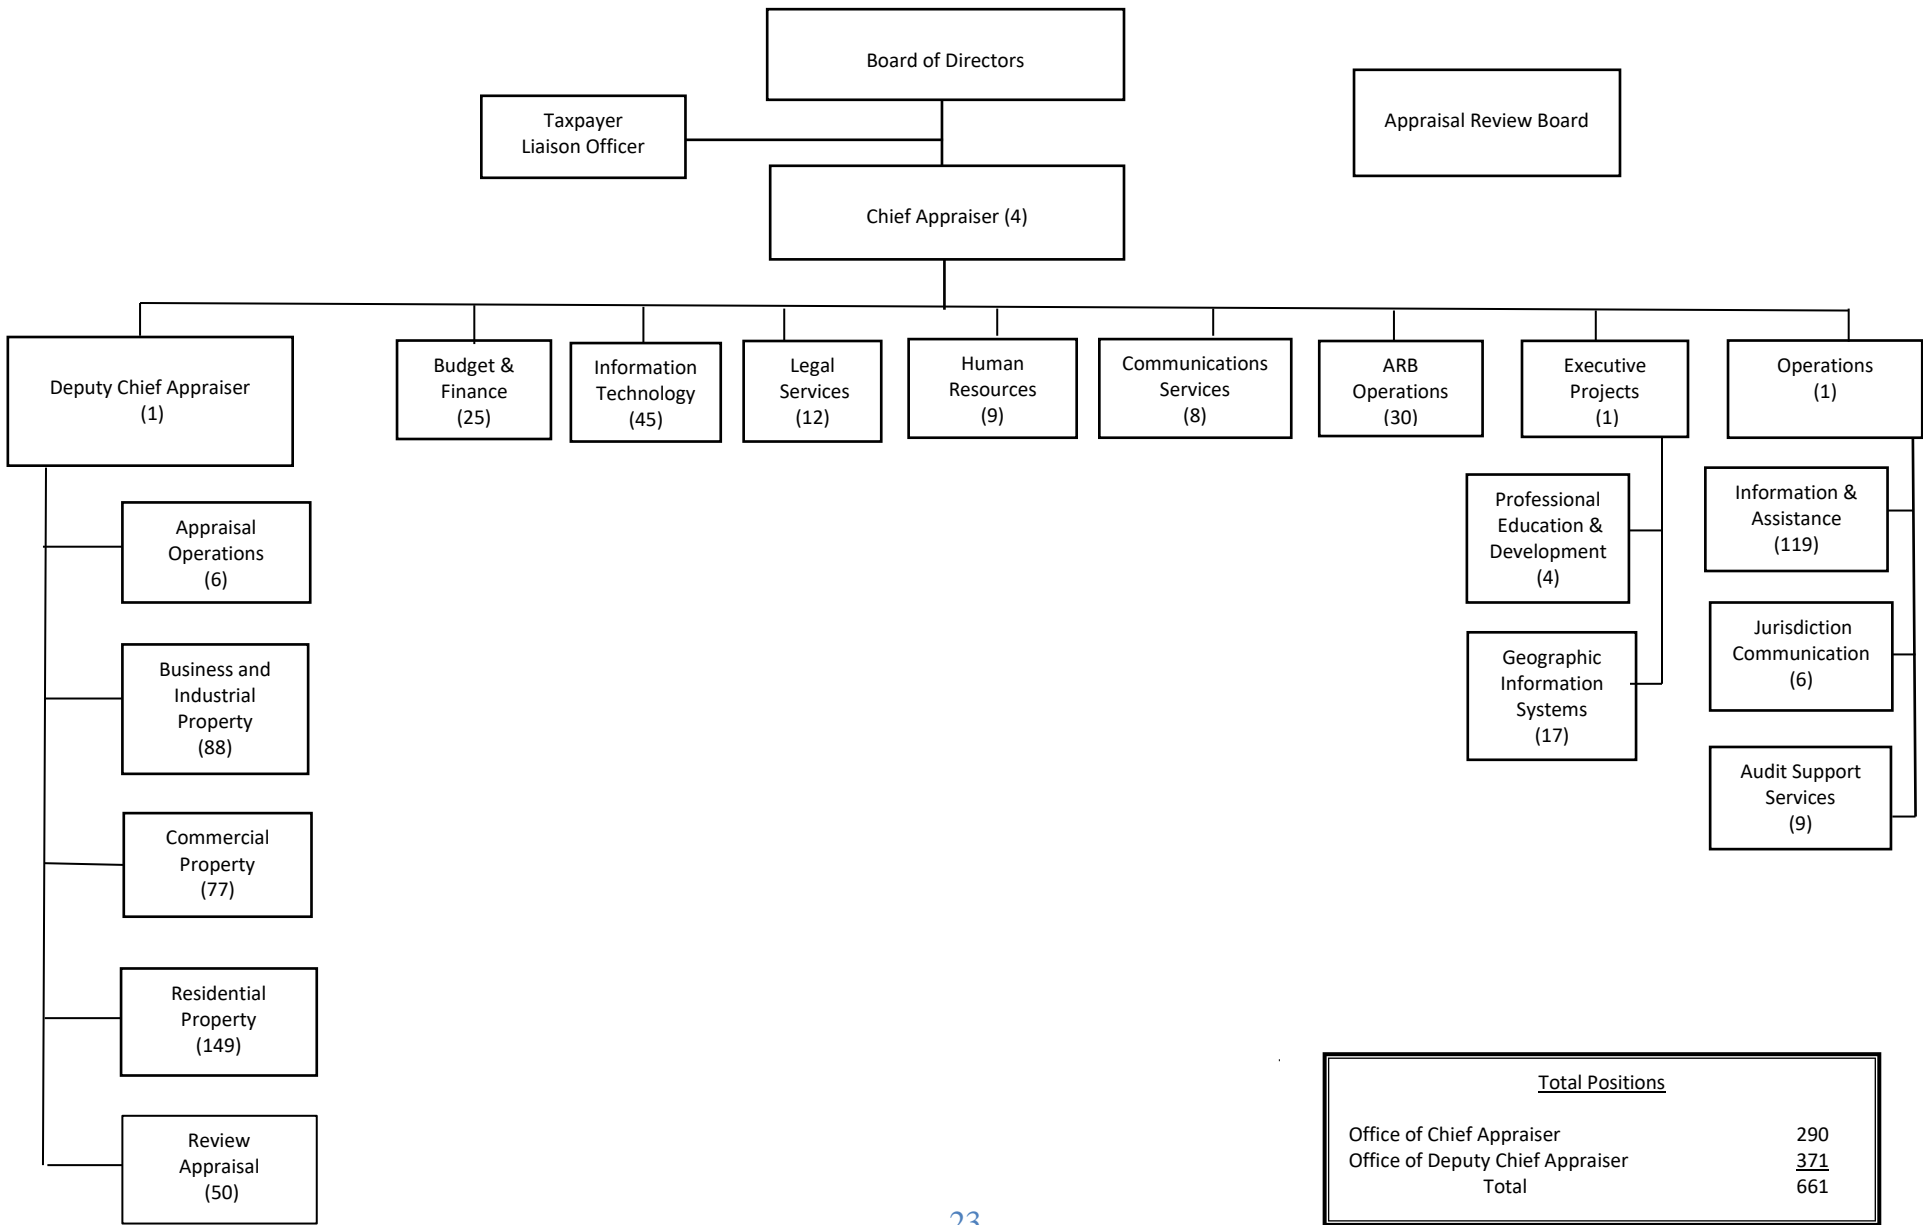 Board of Directors
Taxpayer
Liaison Officer
Appraisal Review Board
Chief Appraiser (4)
Deputy Chief Appraiser
(1)
Budget &
Finance
(25)
Information
Technology
(45)
Legal
Services
(12)
Human
Resources
(9)
Communications
Services
(8)
ARB
Operations
(30)
Executive
Projects
(1)
Operations
(1)
Appraisal
Operations
(6)
Business and
Industrial
Property
(88)
Commercial
Property
(77)
Residential
Property
(149)
Review
Appraisal
(50)
Professional
Education &
Development
(4)
Geographic
Information
Systems
(17)
Information &
Assistance
(119)
Jurisdiction
Communication
(6)
Audit Support
Services
(9)
Total Positions
Office of Chief Appraiser 290
Office of Deputy Chief Appraiser 371
Total 661
23